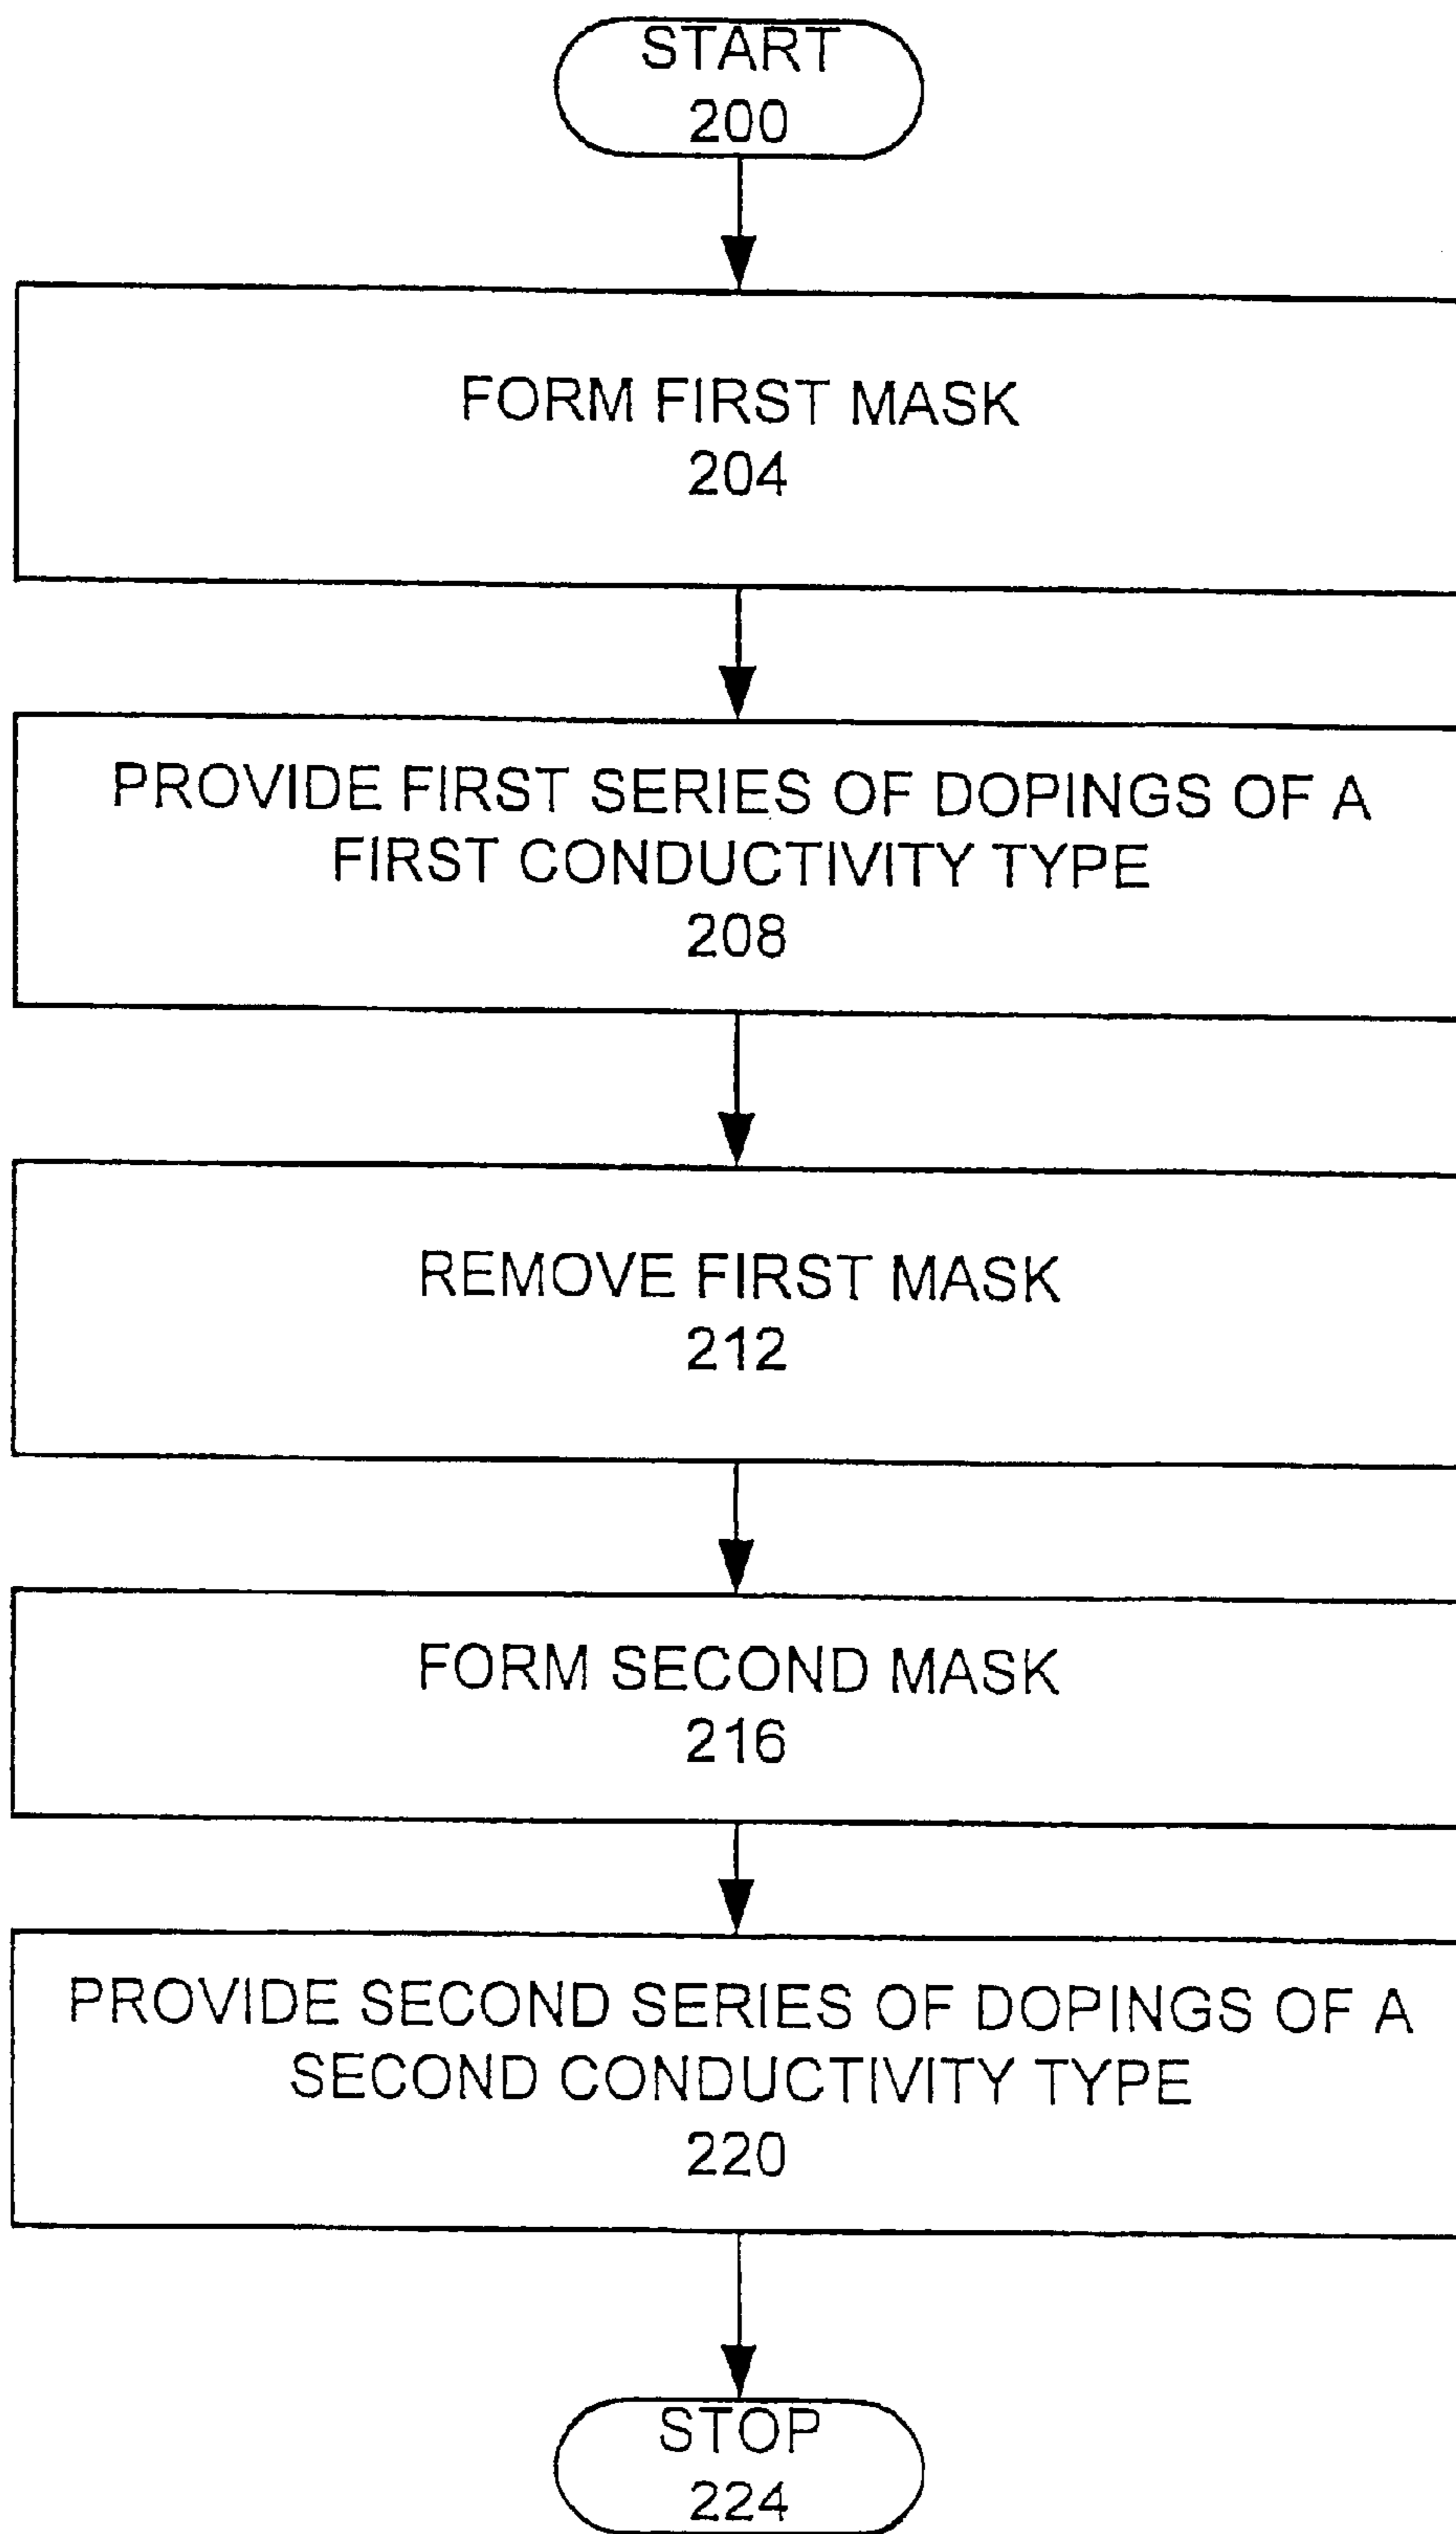 START
200
FORM FIRST MASK
204
PROVIDE FIRST SERIES OF DOPINGS OF A
FIRST CONDUCTIVITY TYPE
208
REMOVE FIRST MASK
212
FORM SECOND MASK
216
PROVIDE SECOND SERIES OF DOPINGS OF A
SECOND CONDUCTIVITY TYPE
220
STOP
224